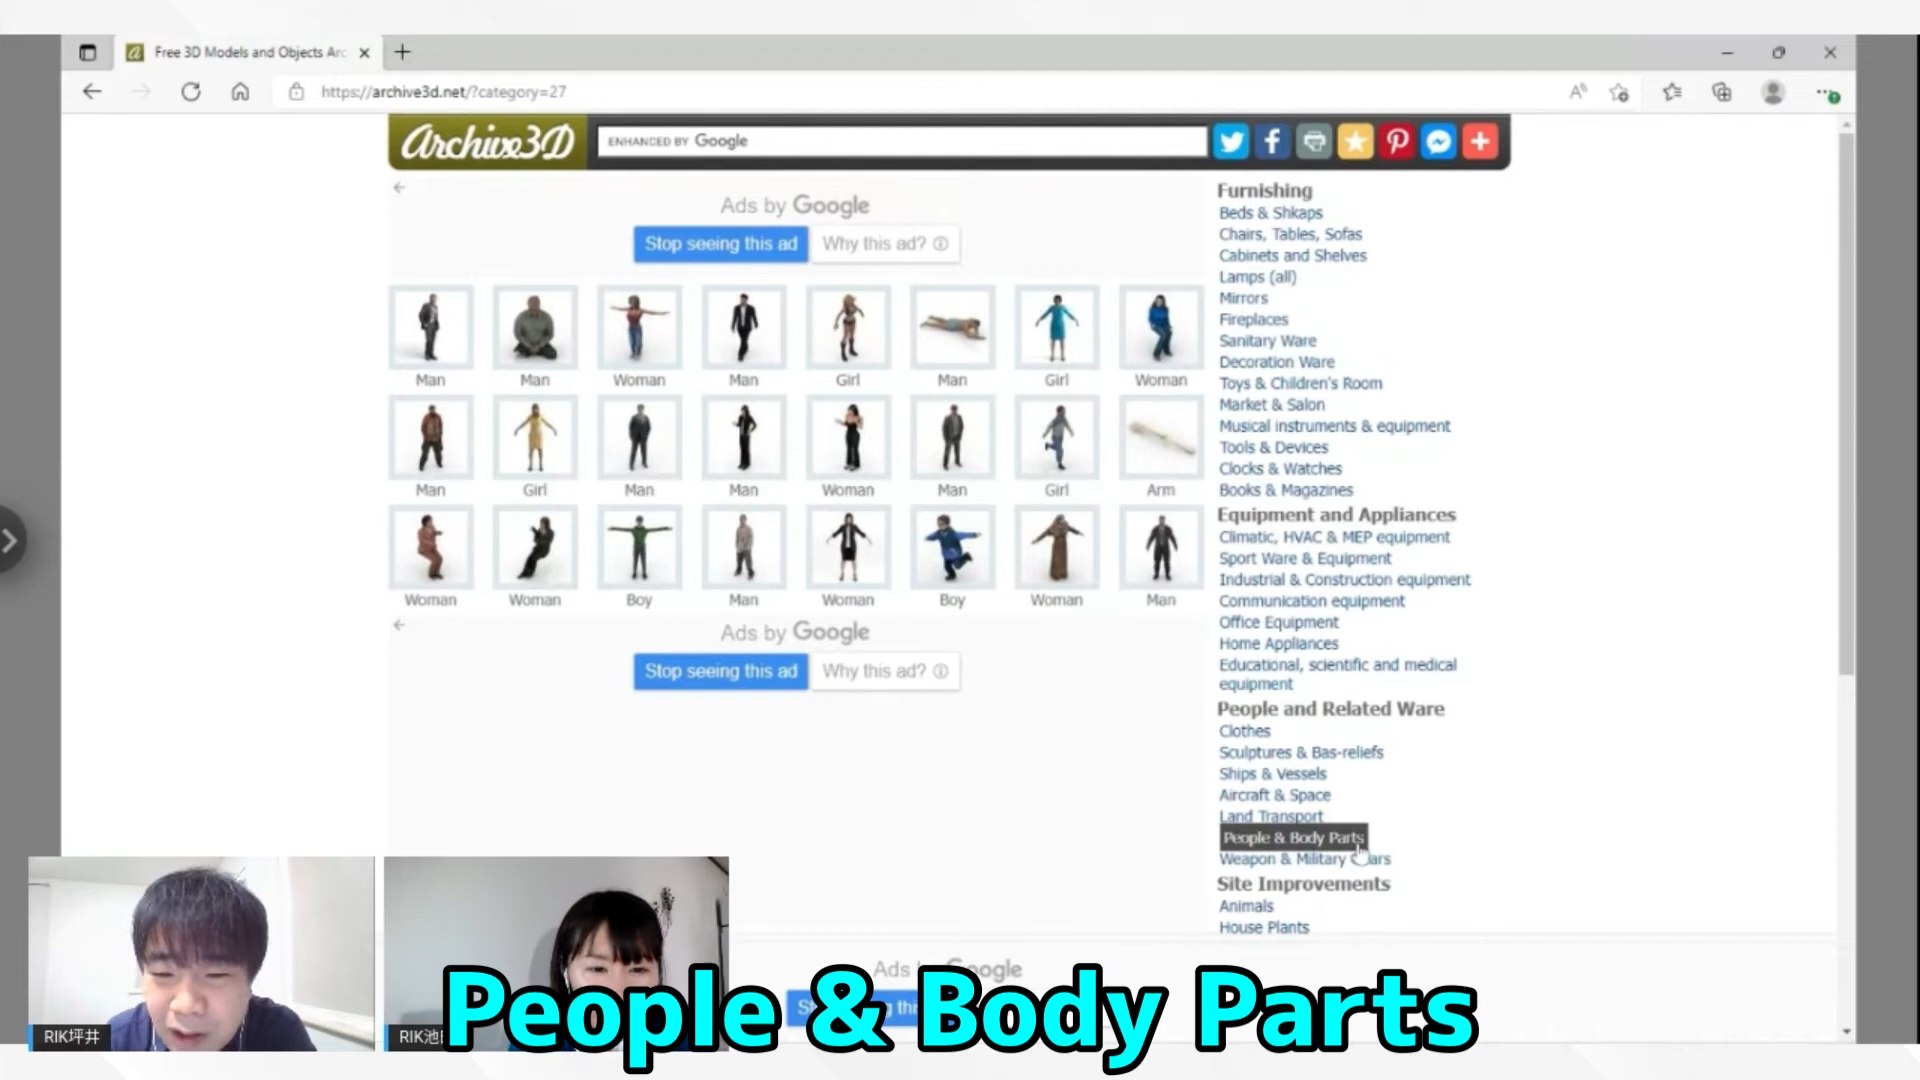 Free 3D Models and Objects Arc
https://archive3d.net/?category=27
Archive3D
ENHANCED BY Google
Ads by Google
Stop seeing this ad
Why this ad?
Man
Man
Woman
Man
Girl
Man
Girl
Woman
Man
Girl
Man
Man
Woman
Man
Girl
Arm
Woman
Woman
Boy
Man
Woman
Boy
Woman
Man
Ads by Google
Stop seeing this ad
Why this ad?
Furnishing
Beds & Shkaps
Chairs, Tables, Sofas
Cabinets and Shelves
Lamps (all)
Mirrors
Fireplaces
Sanitary Ware
Decoration Ware
Toys & Children's Room
Market & Salon
Musical instruments & equipment
Tools & Devices
Clocks & Watches
Books & Magazines
Equipment and Appliances
Climatic, HVAC & MEP equipment
Sport Ware & Equipment
Industrial & Construction equipment
Communication equipment
Office Equipment
Home Appliances
Educational, scientific and medical
equipment
People and Related Ware
Clothes
Sculptures & Bas-reliefs
Ships & Vessels
Aircraft & Space
Land Transport
People & Body Parts
Weapon & Military
Site Improvements
Animals
House Plants
Ads Google
RIK坪井
RIK池
People & Body Parts